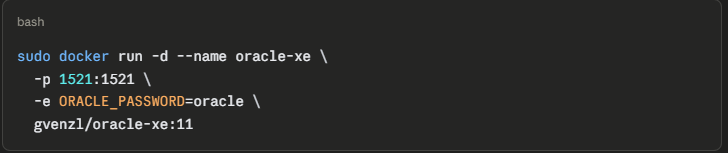 bash
sudo docker run -d --name oracle-xe \
  -p 1521:1521 \
  -e ORACLE_PASSWORD=oracle \
  gvenzl/oracle-xe:11